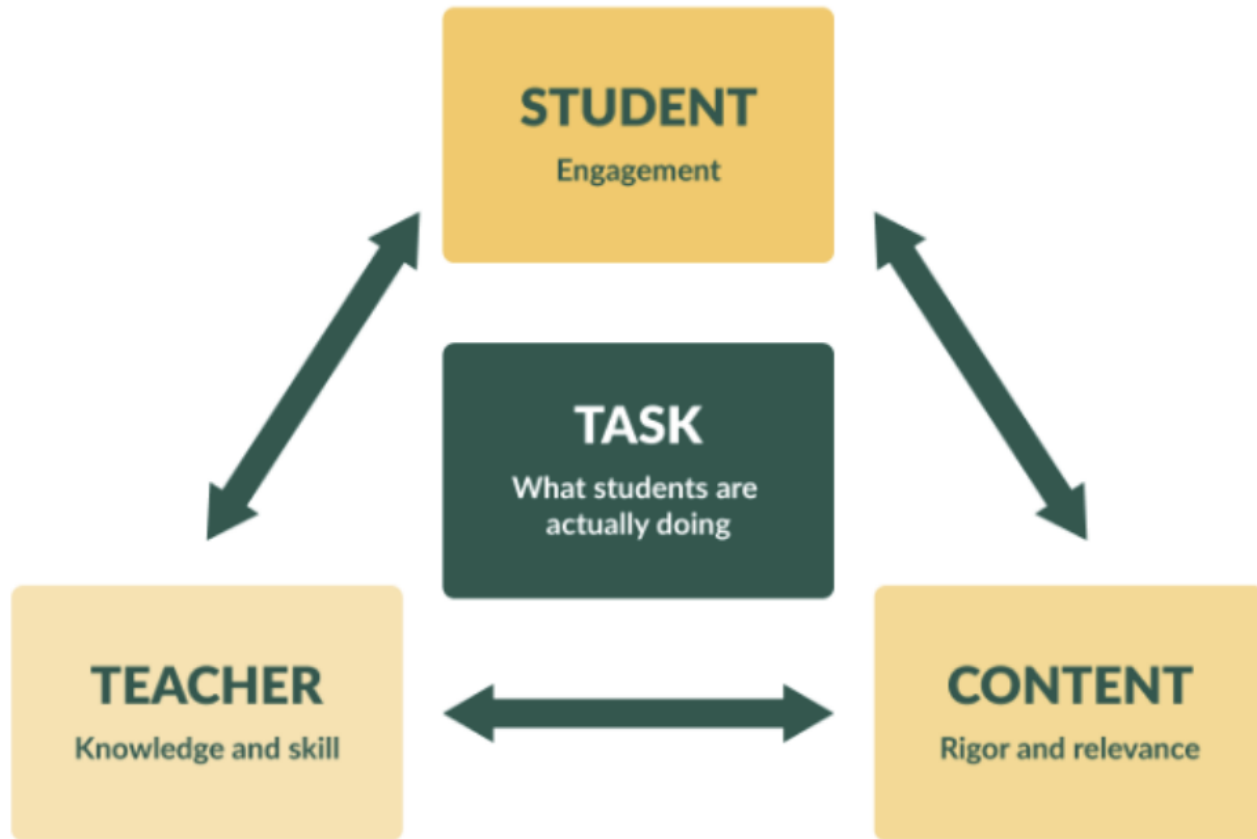 STUDENT
Engagement
TASK
What students are
actually doing
TEACHER
Knowledge and skill
CONTENT
Rigor and relevance